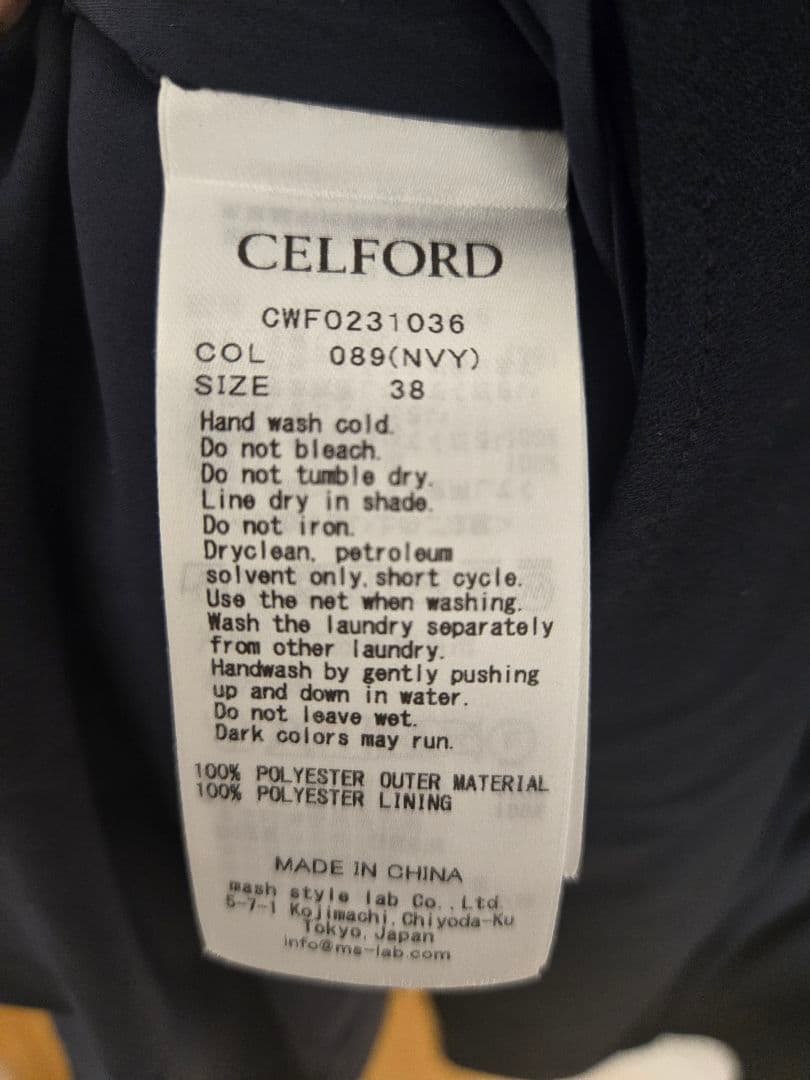 CELFORD
CWFO231036
COL 089(NVY)
SIZE 38
Hand wash cold.
Do not bleach.
Do not tumble dry.
Line dry in shade.
Do not iron.
Dryclean, petroleum
solvent only, short cycle.
Use the net when washing.
Wash the laundry separately
from other laundry.
Handwash by gently pushing
up and down in water.
Do not leave wet.
Dark colors may run.
100% POLYESTER OUTER MATERIAL
100% POLYESTER LINING
MADE IN CHINA
mash style lab Co.,Ltd
5-7-1 Kojimachi, Chiyoda-Ku
Tokyo, Japan
info@ms-lab.com